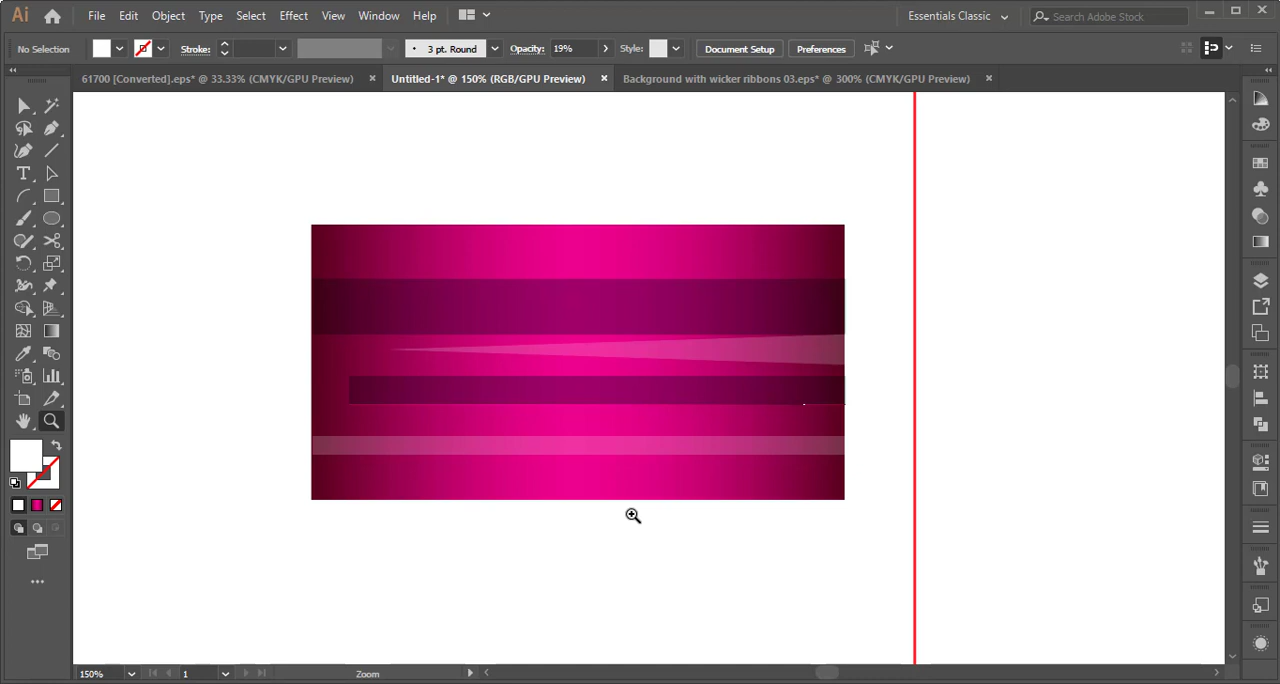 Ai File Edit Object Type Select Effect View Window Help Essentials Classic Search Adobe Stock
No Selection Stroke: 3 pt. Round Opacity: 19% Style: Document Setup Preferences
61700 [Converted].eps* @ 33.33% (CMYK/GPU Preview) Untitled-1* @ 150% (RGB/GPU Preview) Background with wicker ribbons 03.eps* @ 300% (CMYK/GPU Preview)
150% 1 Zoom